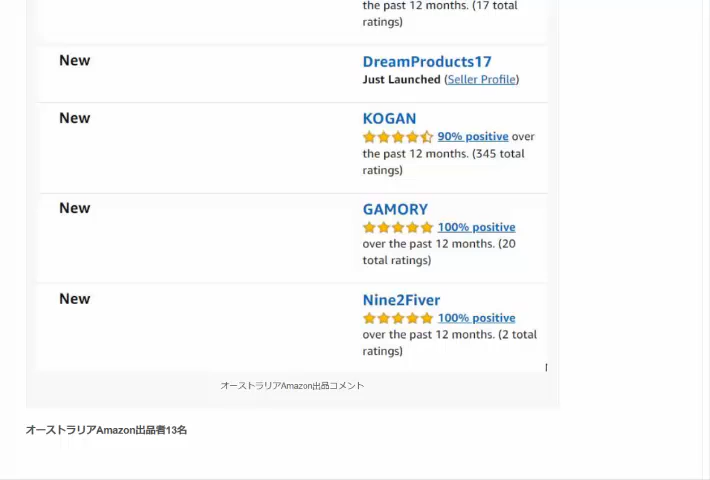 the past 12 months. (17 total
ratings)
New
DreamProducts17
Just Launched (Seller Profile)
New
KOGAN
90% positive over
the past 12 months. (345 total
ratings)
New
GAMORY
100% positive
over the past 12 months. (20
total ratings)
New
Nine2Fiver
100% positive
over the past 12 months. (2 total
ratings)
オーストラリアAmazon出品コメント
オーストラリアAmazon出品者13名